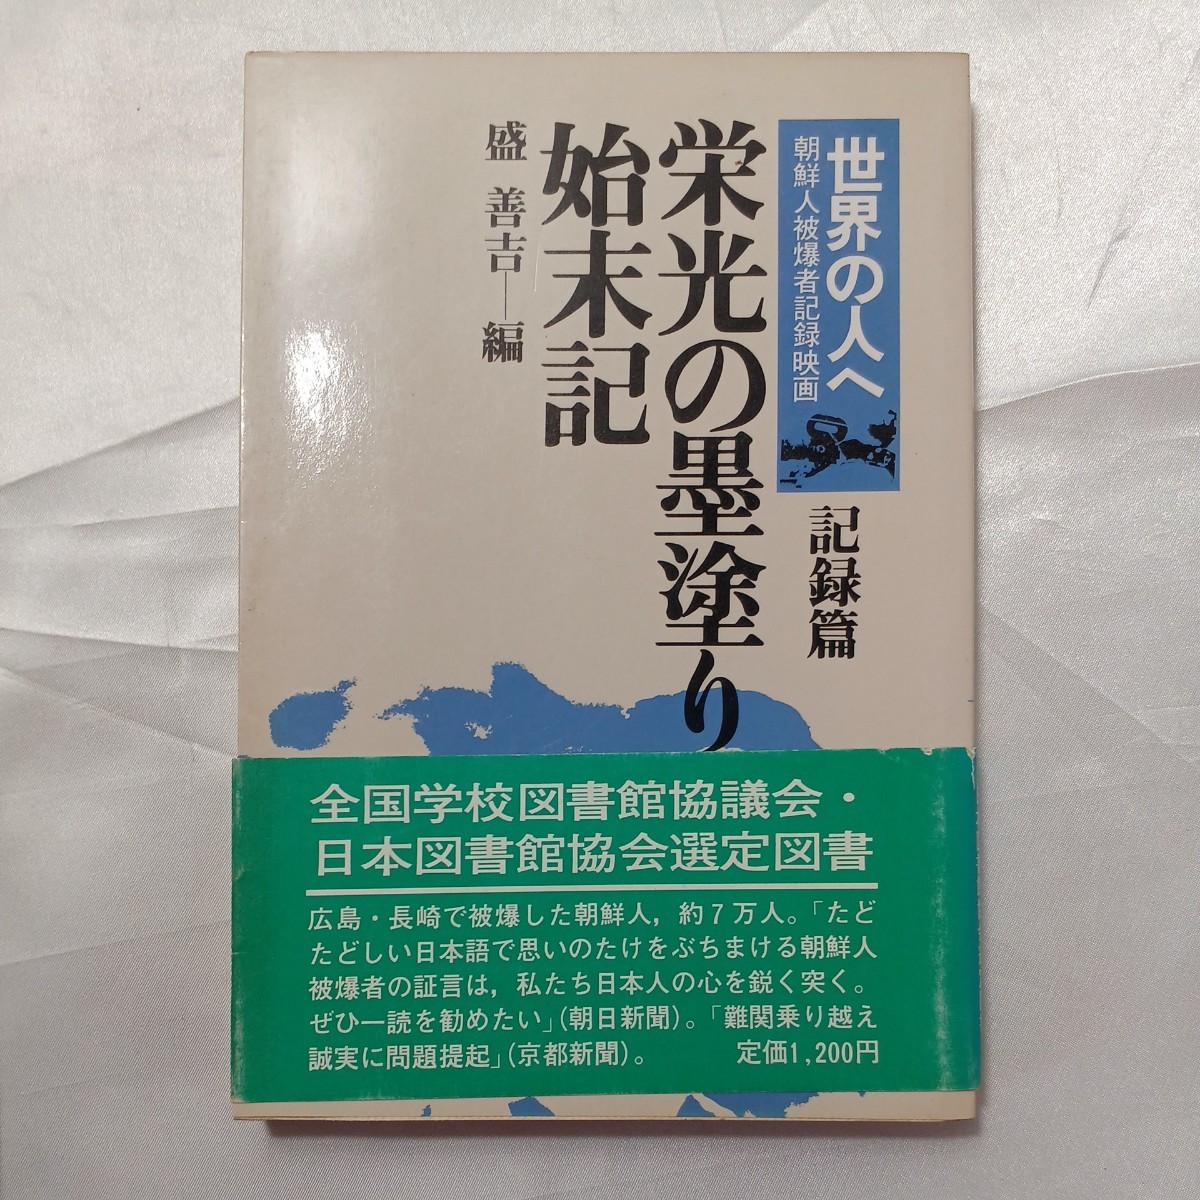 世界の人へ
朝鮮人被爆者記録映画
記録篇
栄光の墨塗り
始末記
盛 善吉―編
全国学校図書館協議会・
日本図書館協会選定図書
広島・長崎で被爆した朝鮮人，約７万人。「たど
たどしい日本語で思いのたけをぶちまける朝鮮人
被爆者の証言は，私たち日本人の心を鋭く突く。
ぜひ一読を勧めたい」（朝日新聞）。「難関乗り越え
誠実に問題提起」（京都新聞）。 定価1,200円